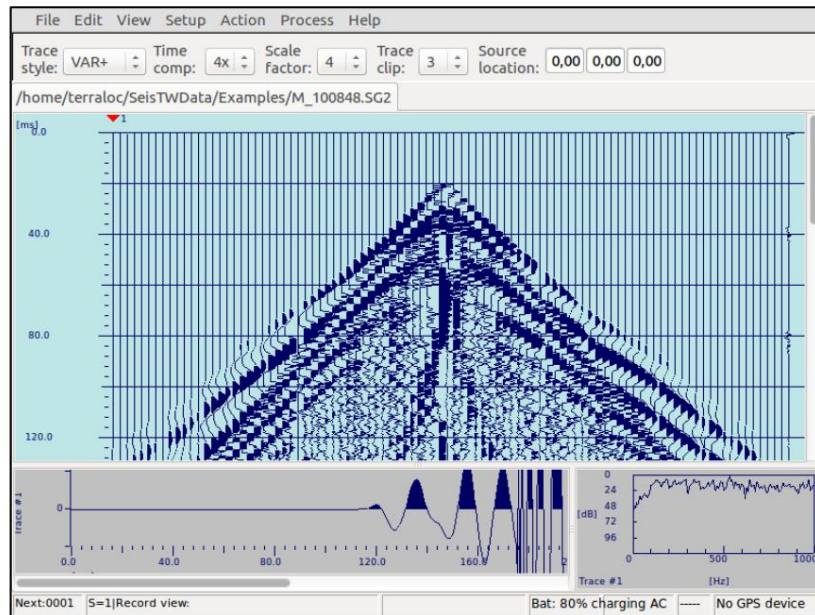 File Edit View Setup Action Process Help
Trace style: VAR+ Time comp: 4x Scale factor: 4 Trace clip: 3 Source location: 0,00 0,00 0,00
/home/terraloc/SeisTWData/Examples/M_100848.SG2
[ms] 1
0.0
40.0
80.0
120.0
Trace #1
0
0.0 40.0 80.0 120.0 160.0 2
0
24
48
72
96
[dB]
0 500 1000
Trace #1 [Hz]
Next:0001 S=1|Record view: Bat: 80% charging AC ----- No GPS device